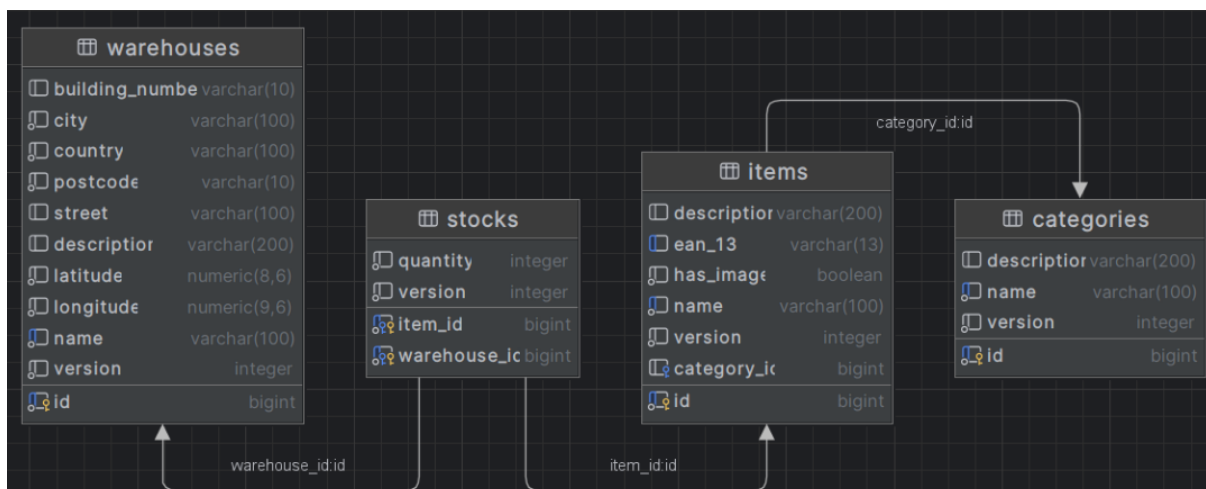 warehouses
building_numbe varchar(10)
city varchar(100)
country varchar(100)
postcode varchar(10)
street varchar(100)
description varchar(200)
latitude numeric(8,6)
longitude numeric(9,6)
name varchar(100)
version integer
id bigint
stocks
quantity integer
version integer
item_id bigint
warehouse_ic bigint
items
description varchar(200)
ean_13 varchar(13)
has_image boolean
name varchar(100)
version integer
category_ic bigint
id bigint
categories
description varchar(200)
name varchar(100)
version integer
id bigint
category_id:id
warehouse_id:id
item_id:id